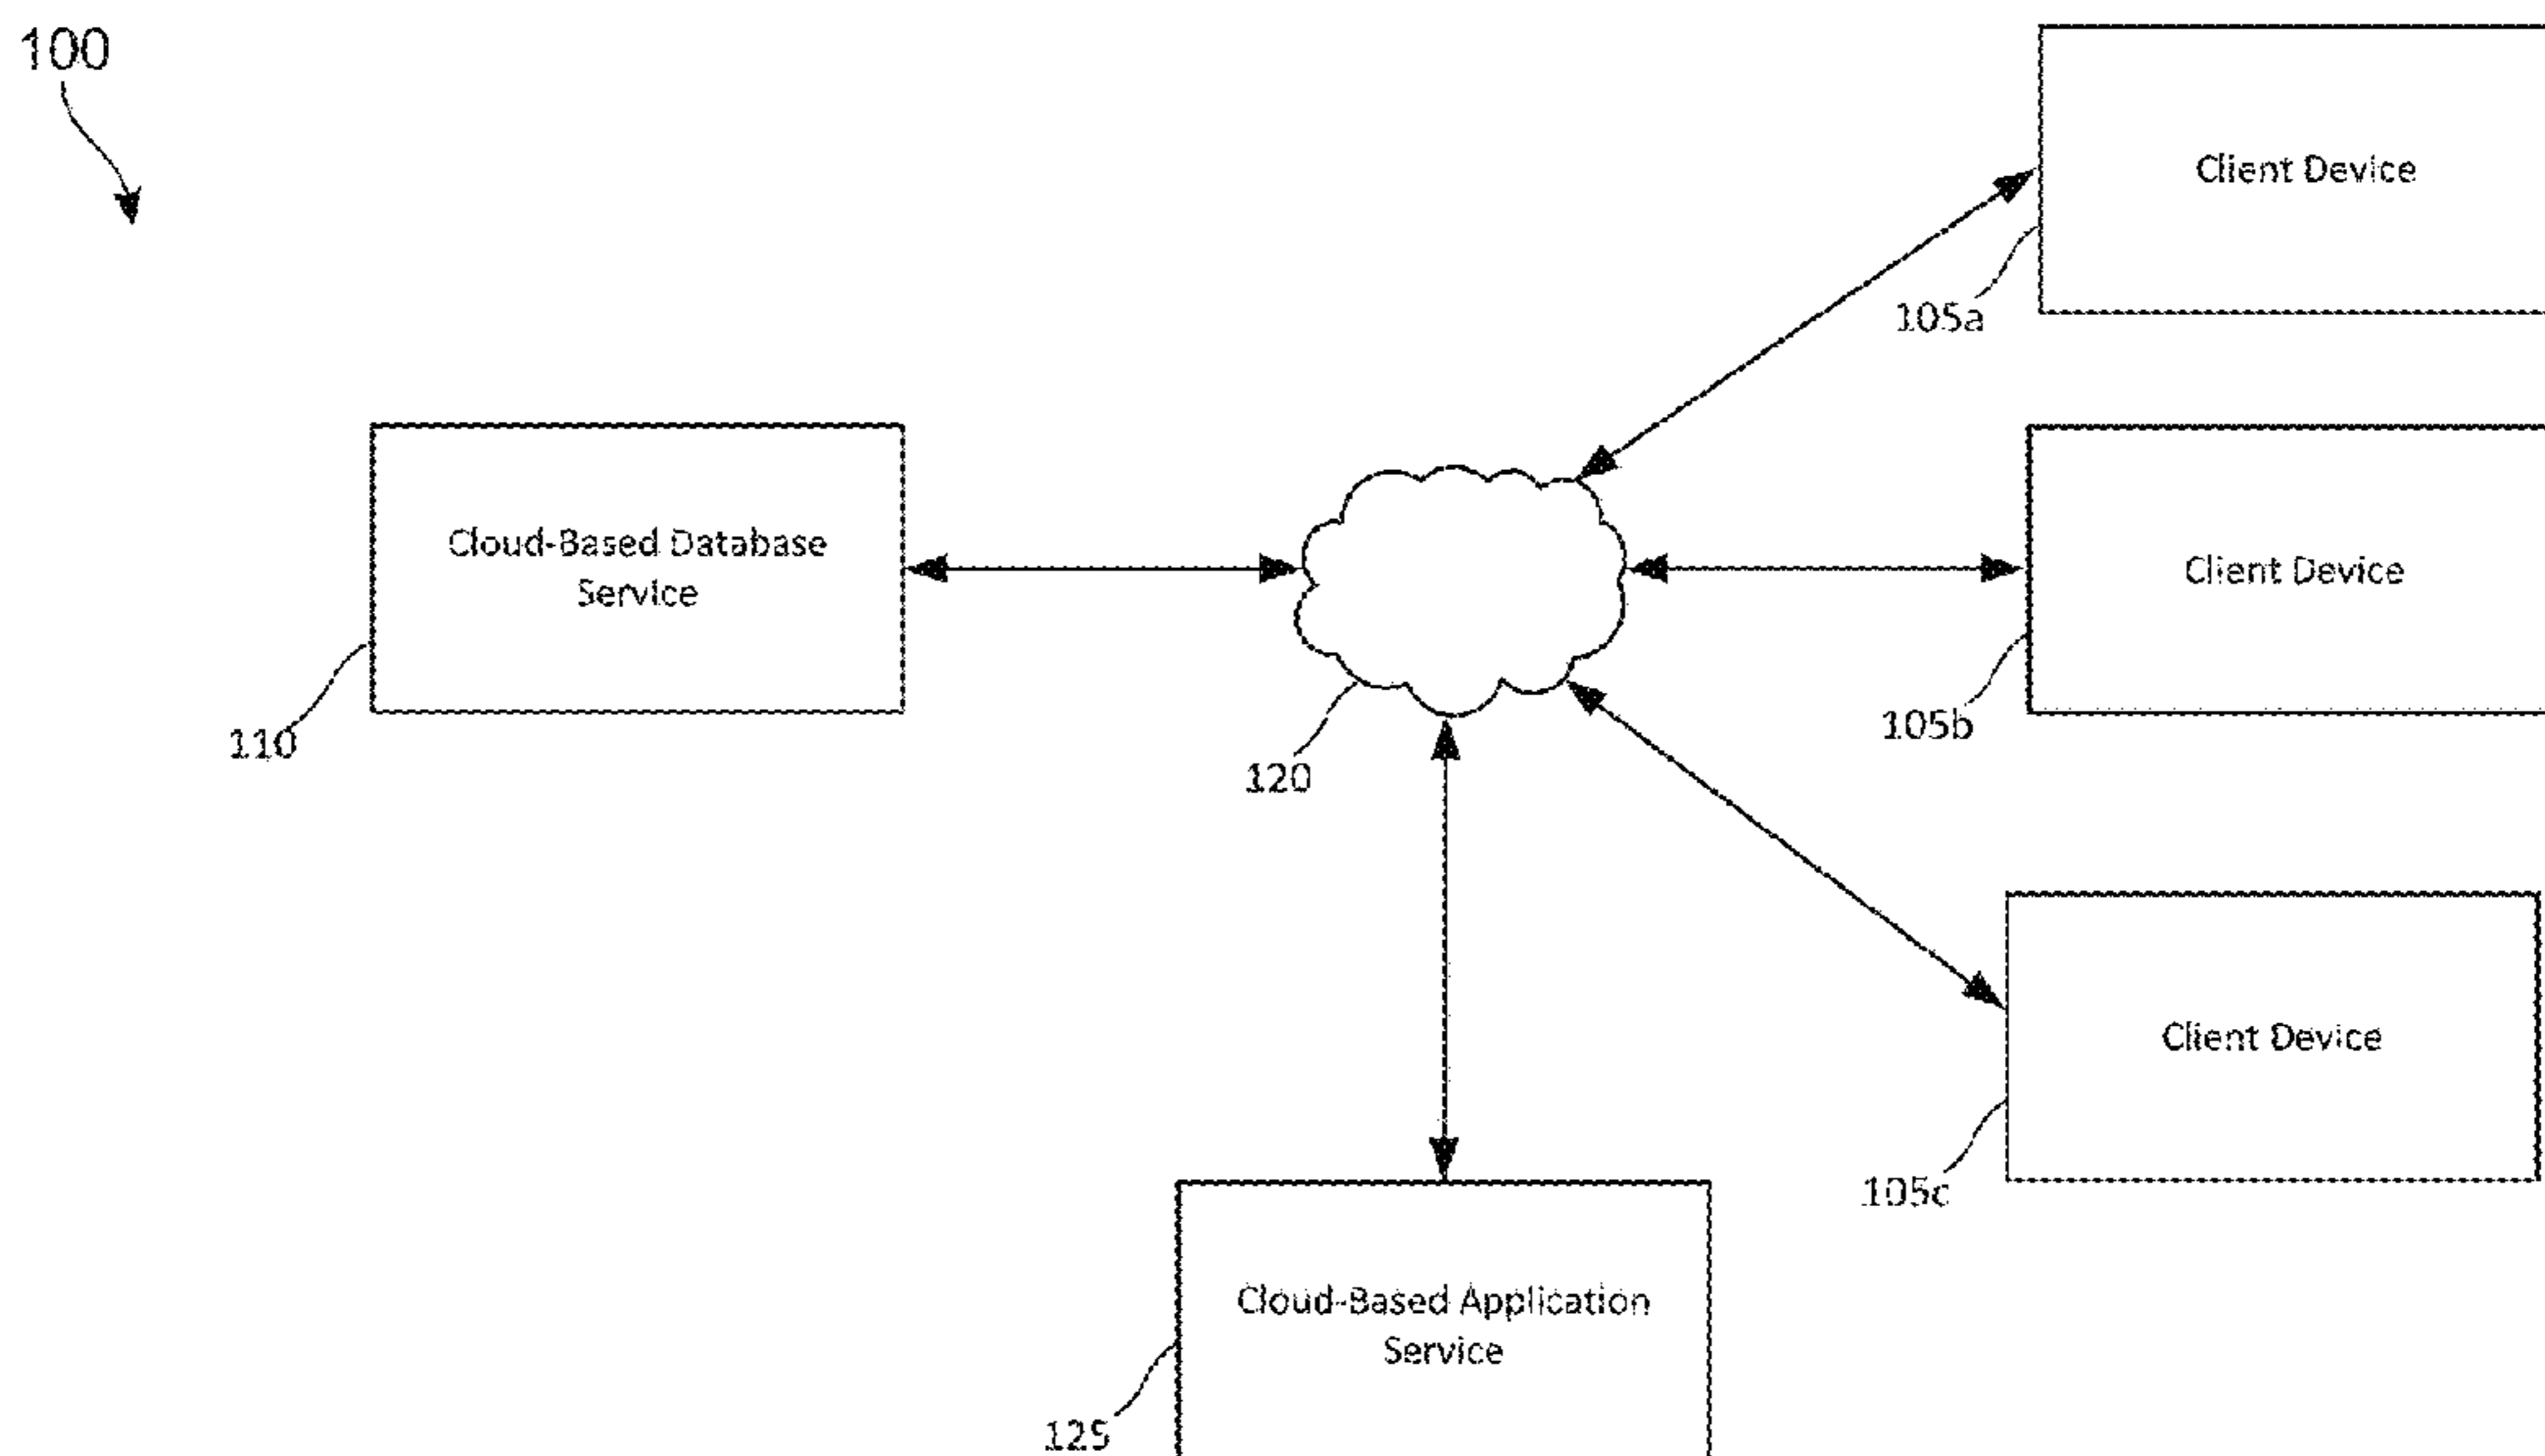 100
Client Device
105a
Cloud-Based Database
Service
110
Client Device
105b
120
Client Device
105c
Cloud-Based Application
Service
125